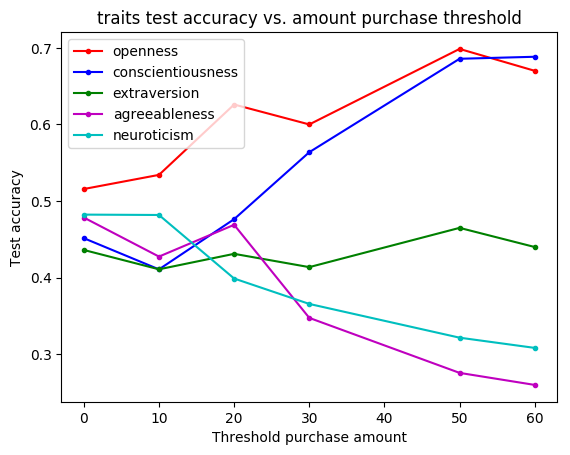 traits test accuracy vs. amount purchase threshold
openness
conscientiousness
extraversion
agreeableness
neuroticism
0.7
0.6
0.5
0.4
0.3
Test accuracy
0 10 20 30 40 50 60
Threshold purchase amount